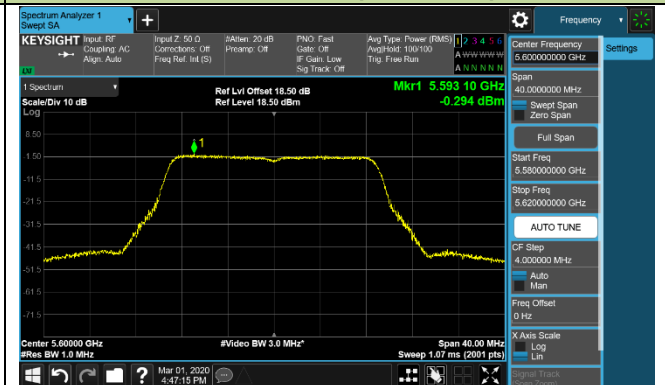 Spectrum Analyzer 1
Swept SA
+
Frequency
KEYSIGHT Input: RF
Coupling: AC
Align: Auto
Input Z: 50 Ω
Corrections: Off
Freq Ref: Int (S)
#Atten: 20 dB
Preamp: Off
PNO: Fast
Gate: Off
IF Gain: Low
Sig Track: Off
Avg Type: Power (RMS)
Avg|Hold: 100/100
Trig: Free Run
1 2 3 4 5 6
A W W W W W
A N N N N N
LVI
1 Spectrum
Scale/Div 10 dB
Log
Ref Lvl Offset 18.50 dB
Ref Level 18.50 dBm
Mkr1 5.593 10 GHz
-0.294 dBm
1
8.50
-1.50
-11.5
-21.5
-31.5
-41.5
-51.5
-61.5
-71.5
Center 5.60000 GHz
#Res BW 1.0 MHz
#Video BW 3.0 MHz*
Span 40.00 MHz
Sweep 1.07 ms (2001 pts)
?
Mar 01, 2020
4:47:15 PM
Center Frequency
5.600000000 GHz
Settings
Span
40.0000000 MHz
Swept Span
Zero Span
Full Span
Start Freq
5.580000000 GHz
Stop Freq
5.620000000 GHz
AUTO TUNE
CF Step
4.000000 MHz
Auto
Man
Freq Offset
0 Hz
X Axis Scale
Log
Lin
Signal Track
(Span Zoom)